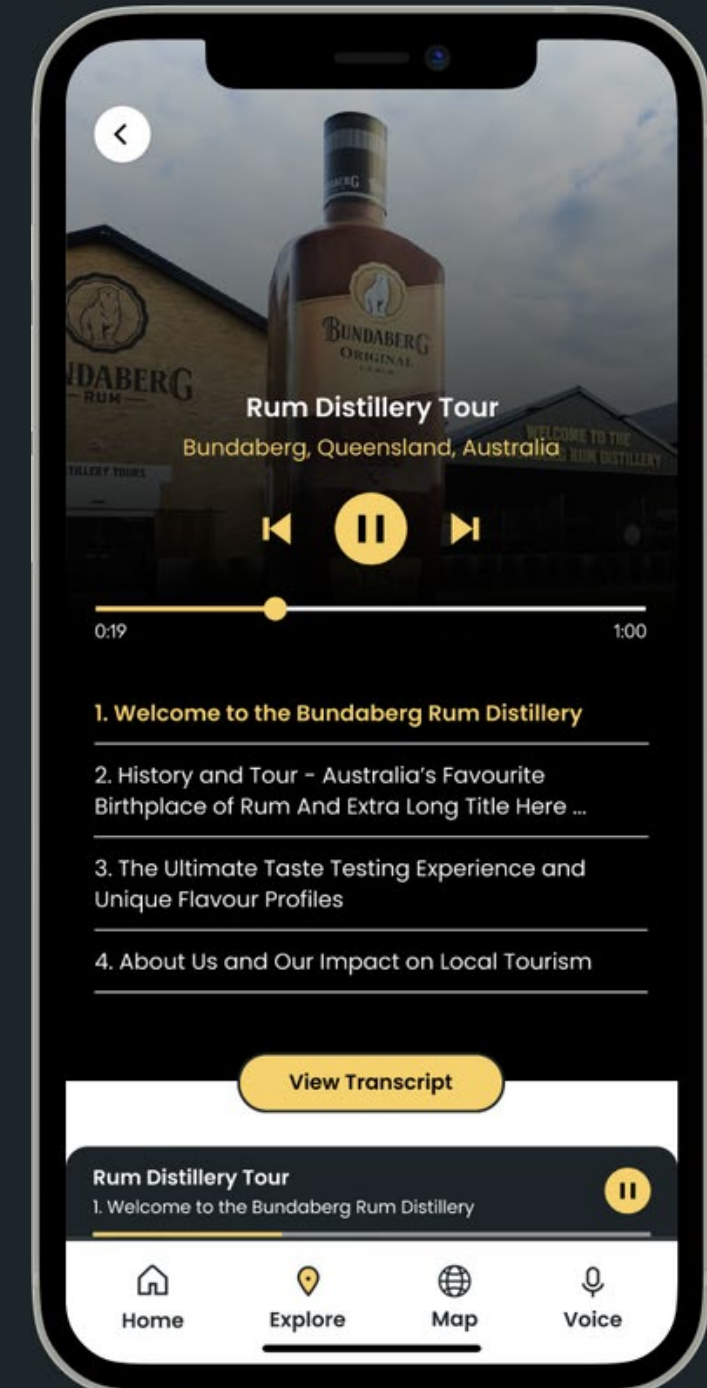 BUNDABERG
ORIGINAL
NDABERG
RUM
DISTILLERY TOURS
WELCOME TO THE
RUM DISTILLERY
Rum Distillery Tour
Bundaberg, Queensland, Australia
0:19
1:00
1. Welcome to the Bundaberg Rum Distillery
2. History and Tour - Australia's Favourite
Birthplace of Rum And Extra Long Title Here ...
3. The Ultimate Taste Testing Experience and
Unique Flavour Profiles
4. About Us and Our Impact on Local Tourism
View Transcript
Rum Distillery Tour
1. Welcome to the Bundaberg Rum Distillery
Home
Explore
Map
Voice